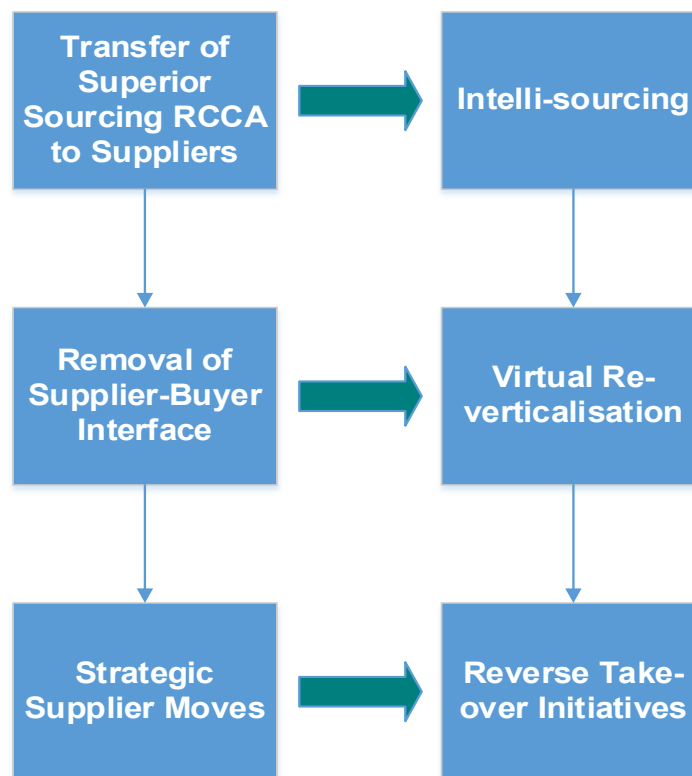 Transfer of
Superior
Sourcing RCCA
to Suppliers
Intelli-sourcing
Removal of
Supplier-Buyer
Interface
Virtual Re-
verticalisation
Strategic
Supplier Moves
Reverse Take-
over Initiatives